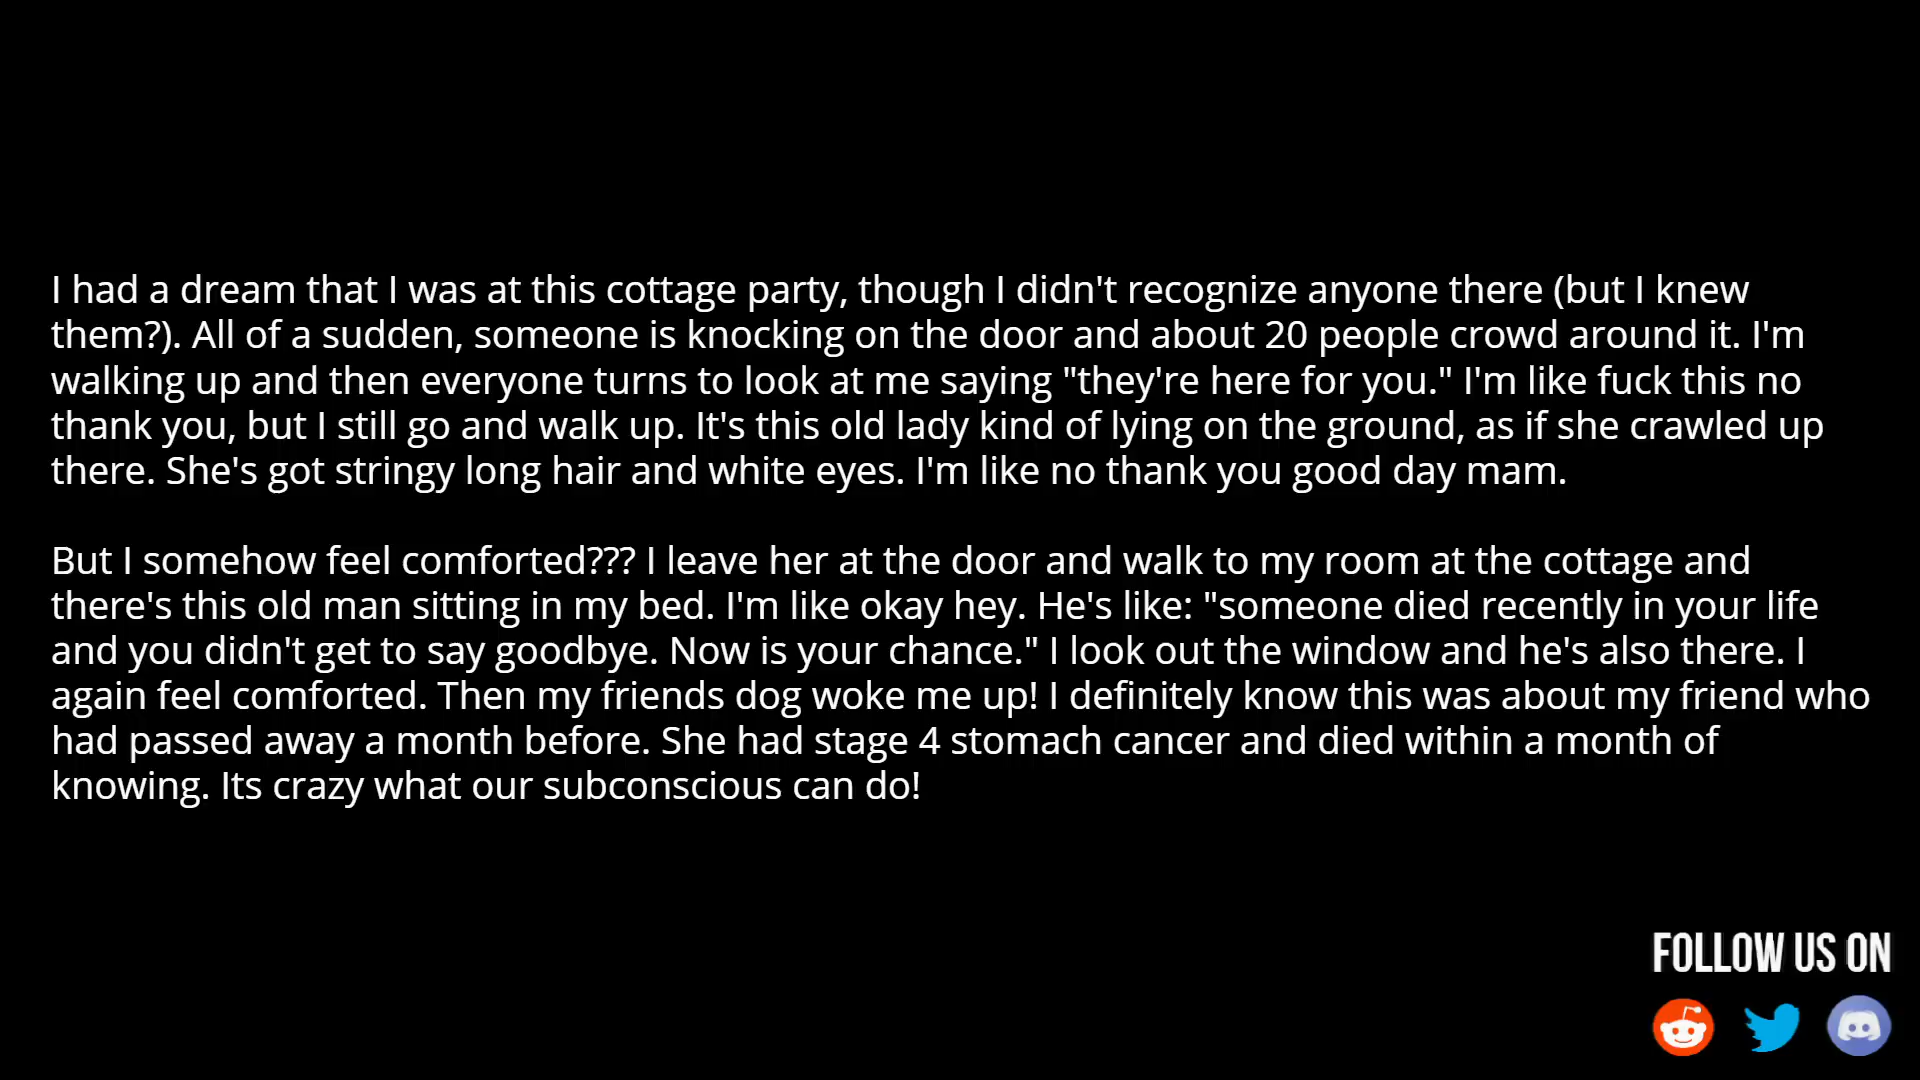 I had a dream that I was at this cottage party, though I didn't recognize anyone there (but I knew
them?). All of a sudden, someone is knocking on the door and about 20 people crowd around it. I'm
walking up and then everyone turns to look at me saying "they're here for you." I'm like fuck this no
thank you, but I still go and walk up. It's this old lady kind of lying on the ground, as if she crawled up
there. She's got stringy long hair and white eyes. I'm like no thank you good day mam.
But I somehow feel comforted??? I leave her at the door and walk to my room at the cottage and
there's this old man sitting in my bed. I'm like okay hey. He's like: "someone died recently in your life
and you didn't get to say goodbye. Now is your chance." I look out the window and he's also there. I
again feel comforted. Then my friends dog woke me up! I definitely know this was about my friend who
had passed away a month before. She had stage 4 stomach cancer and died within a month of
knowing. Its crazy what our subconscious can do!
FOLLOW US ON